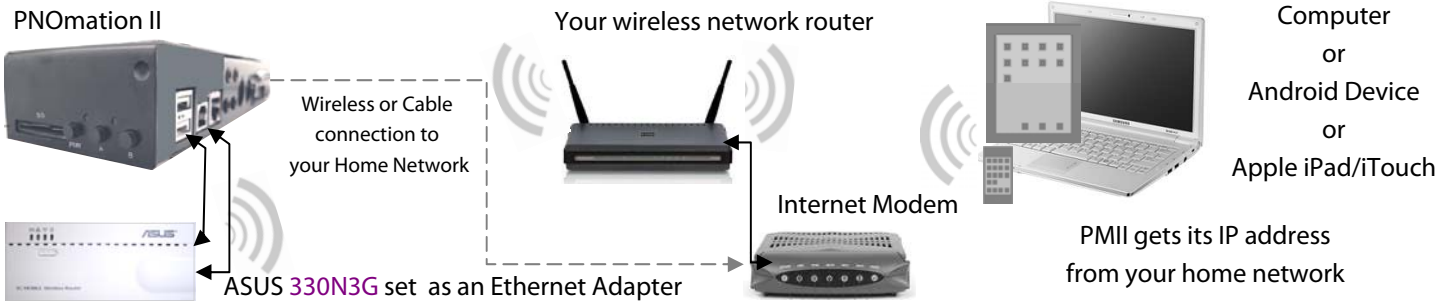 PNOmation II
Your wireless network router
Computer
or
Android Device
or
Apple iPad/iTouch
Wireless or Cable
connection to
your Home Network
Internet Modem
ASUS
ASUS 330N3G set as an Ethernet Adapter
PMII gets its IP address
from your home network